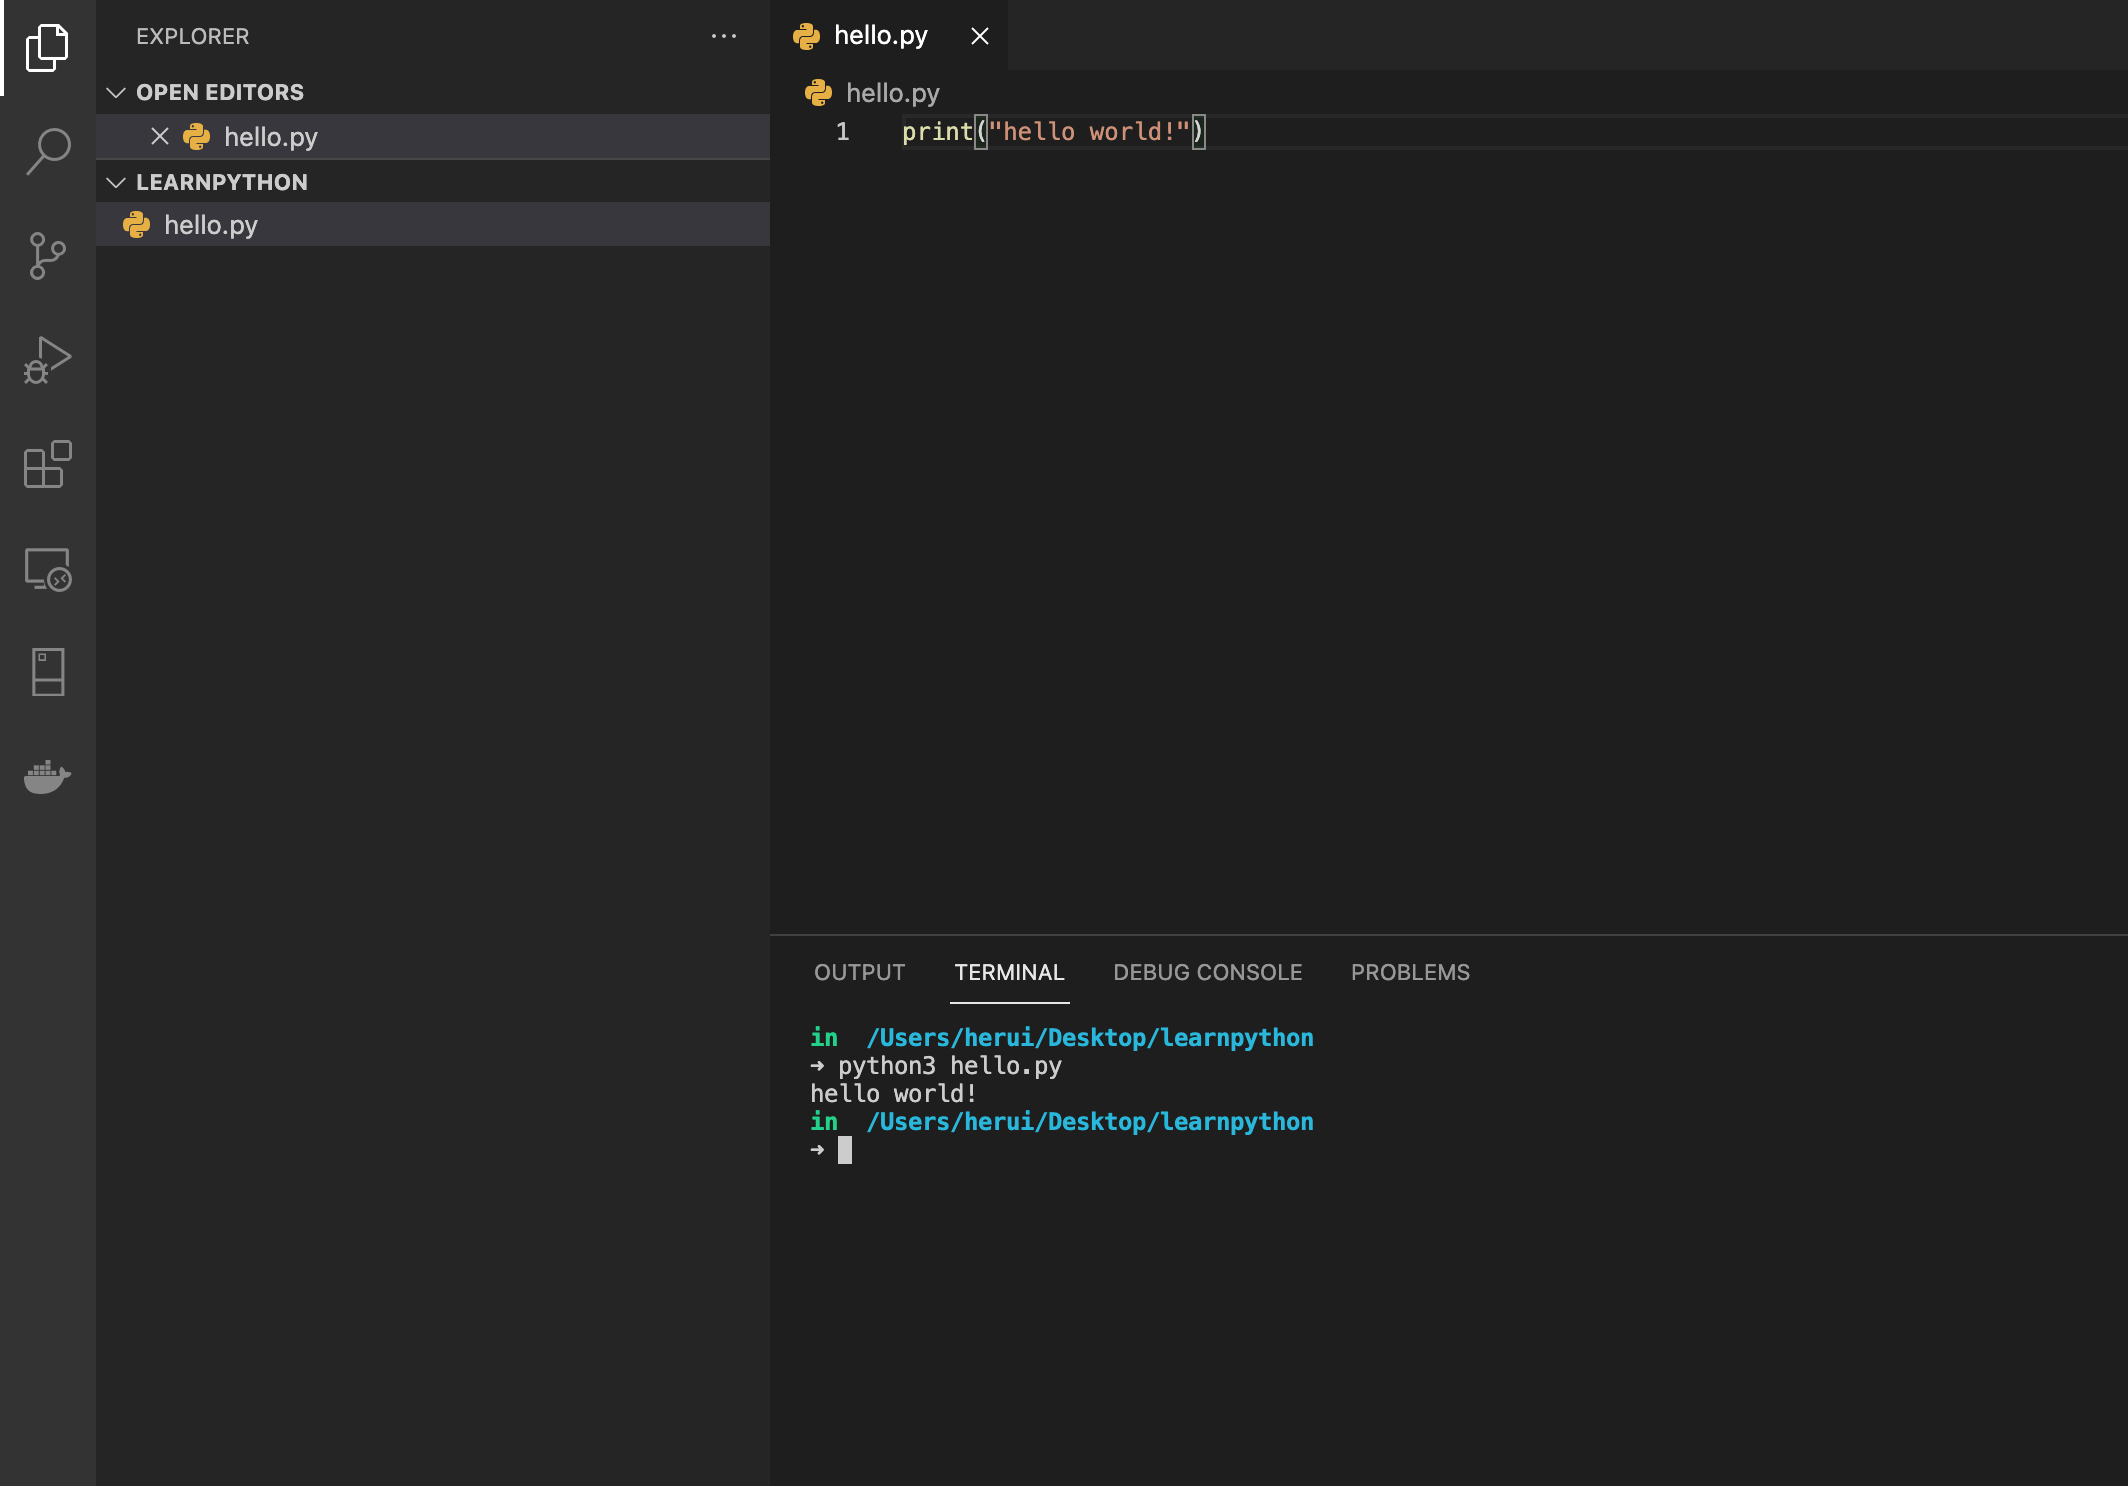 EXPLORER
OPEN EDITORS
hello.py
LEARNPYTHON
hello.py
hello.py
hello.py
1 print("hello world!")
OUTPUT TERMINAL DEBUG CONSOLE PROBLEMS
in /Users/herui/Desktop/learnpython
➜ python3 hello.py
hello world!
in /Users/herui/Desktop/learnpython
➜